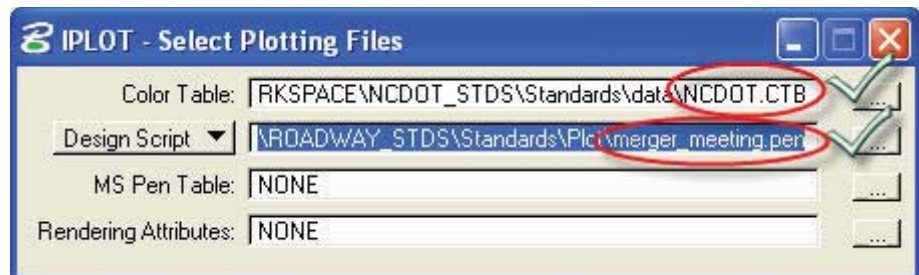 IPLOT - Select Plotting Files
Color Table: RKSPACE\NCDOT_STDS\Standards\data\NCDOT.CTB ...
Design Script \ROADWAY_STDS\Standards\Plot\merger_meeting.pen ...
MS Pen Table: NONE ...
Rendering Attributes: NONE ...